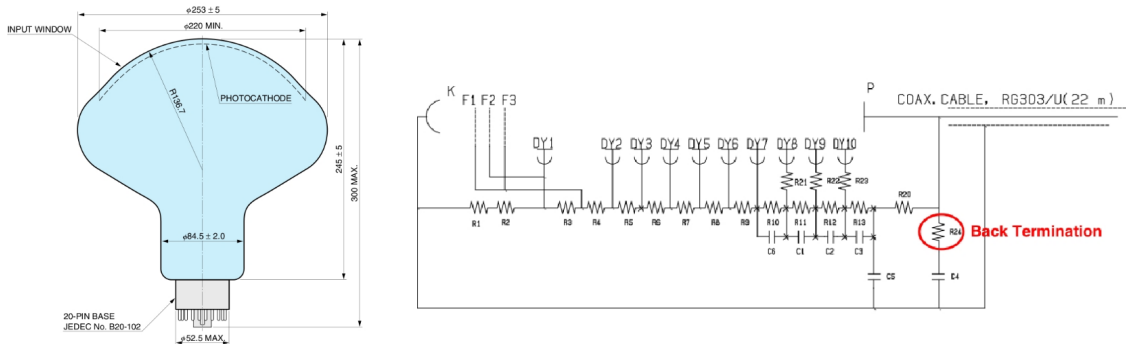 φ253 ± 5
φ220 MIN.
INPUT WINDOW
R136.7
PHOTOCATHODE
245 ± 5
300 MAX.
φ84.5 ± 2.0
20-PIN BASE
JEDEC No. B20-102
φ52.5 MAX.
K
F1 F2 F3
P
COAX. CABLE, RG303/U( 22 m )
DY1 DY2 DY3 DY4 DY5 DY6 DY7 DY8 DY9 DY10
R21 R22 R23
R20
R1 R2 R3 R4 R5 R6 R7 R8 R9 R10 R11 R12 R13
R24 Back Termination
C6 C1 C2 C3
C5 C4